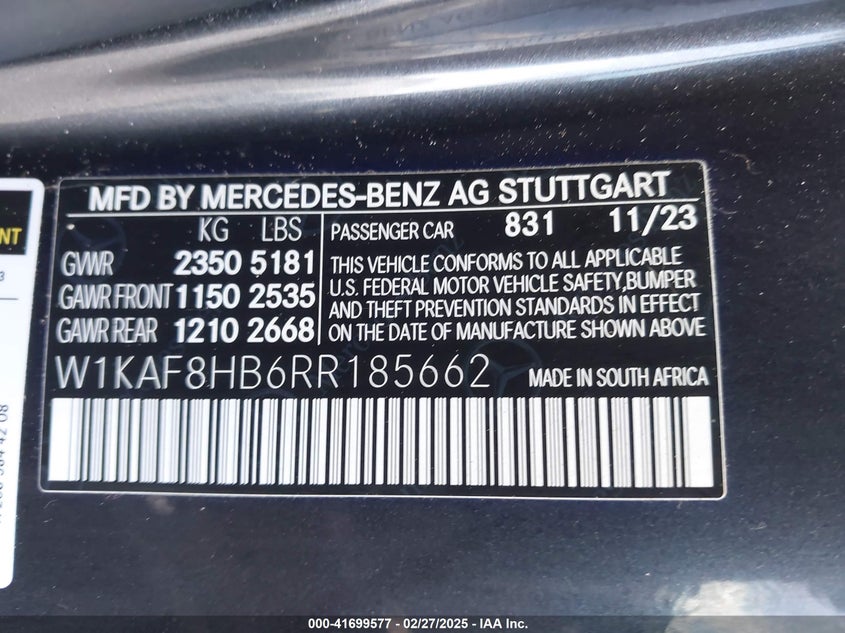 MFD BY MERCEDES-BENZ AG STUTTGART
KG LBS
GWWR 2350 5181
GAWR FRONT 1150 2535
GAWR REAR 1210 2668
PASSENGER CAR 831 11/23
THIS VEHICLE CONFORMS TO ALL APPLICABLE
U.S. FEDERAL MOTOR VEHICLE SAFETY,BUMPER
AND THEFT PREVENTION STANDARDS IN EFFECT
ON THE DATE OF MANUFACTURE SHOWN ABOVE
W1KAF8HB6RR185662
MADE IN SOUTH AFRICA
000-41699577 - 02/27/2025 - IAA Inc.